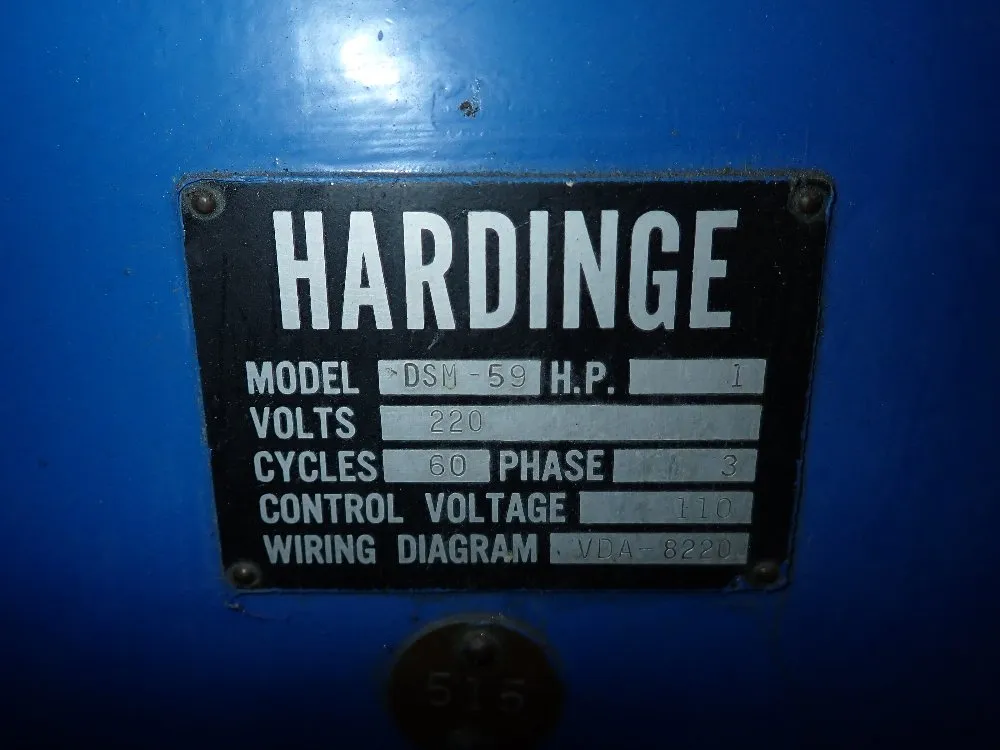 HARDINGE
MODEL DSM-59 H.P. 1
VOLTS 220
CYCLES 60 PHASE 3
CONTROL VOLTAGE 110
WIRING DIAGRAM VDA-8220
515